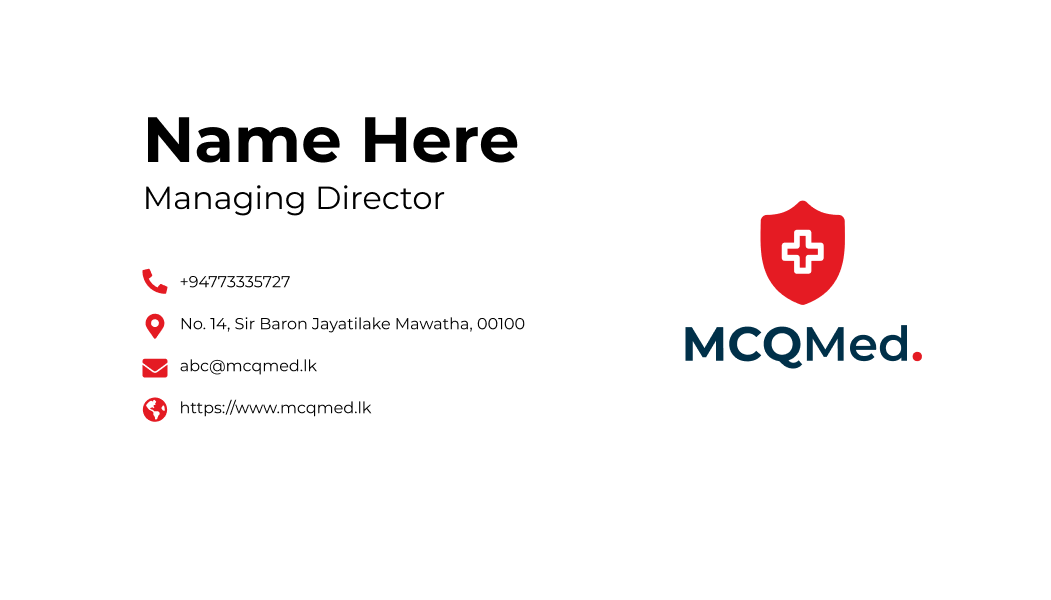 Name Here
Managing Director
+94773335727
No. 14, Sir Baron Jayatilake Mawatha, 00100
abc@mcqmed.lk
https://www.mcqmed.lk
MCQMed.